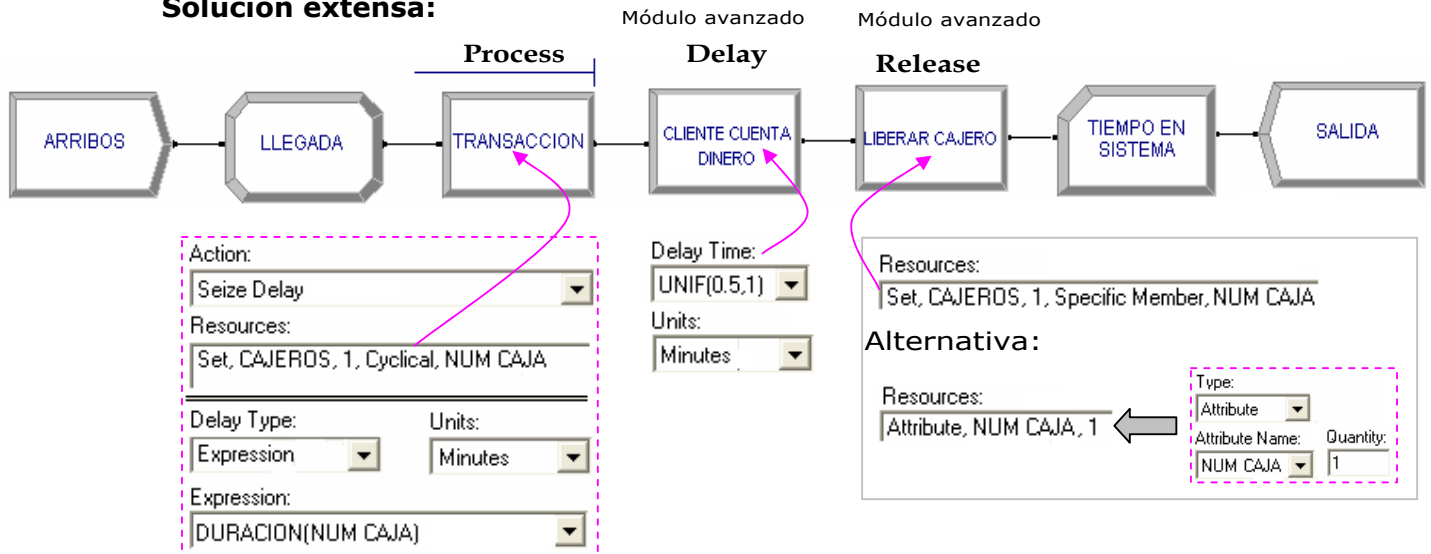 Solución extensa:
Módulo avanzado
Módulo avanzado
Process
Delay
Release
ARRIBOS
LLEGADA
TRANSACCION
CLIENTE CUENTA
DINERO
LIBERAR CAJERO
TIEMPO EN
SISTEMA
SALIDA
Action:
Seize Delay
Resources:
Set, CAJEROS, 1, Cyclical, NUM CAJA
Delay Type:
Units:
Expression
Minutes
Expression:
DURACION(NUM CAJA)
Delay Time:
UNIF(0.5,1)
Units:
Minutes
Resources:
Set, CAJEROS, 1, Specific Member, NUM CAJA
Alternativa:
Resources:
Attribute, NUM CAJA, 1
Type:
Attribute
Attribute Name:
Quantity:
NUM CAJA
1